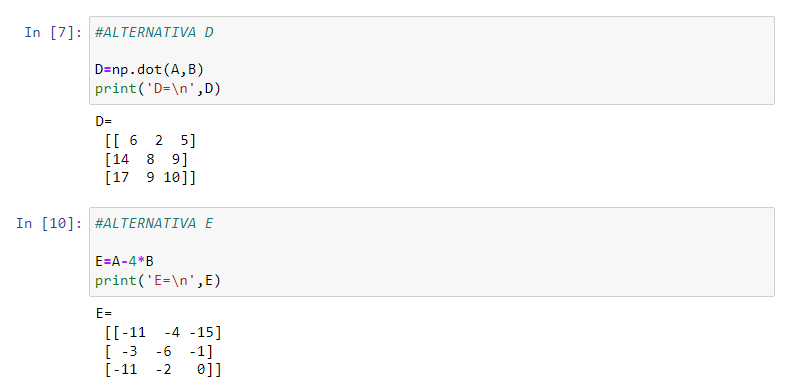 In [7]: #ALTERNATIVA D
D=np.dot(A,B)
print('D=\n',D)
D=
[[ 6  2  5]
[14  8  9]
[17  9 10]]
In [10]: #ALTERNATIVA E
E=A-4*B
print('E=\n',E)
E=
[[-11  -4 -15]
[ -3  -6  -1]
[-11  -2   0]]